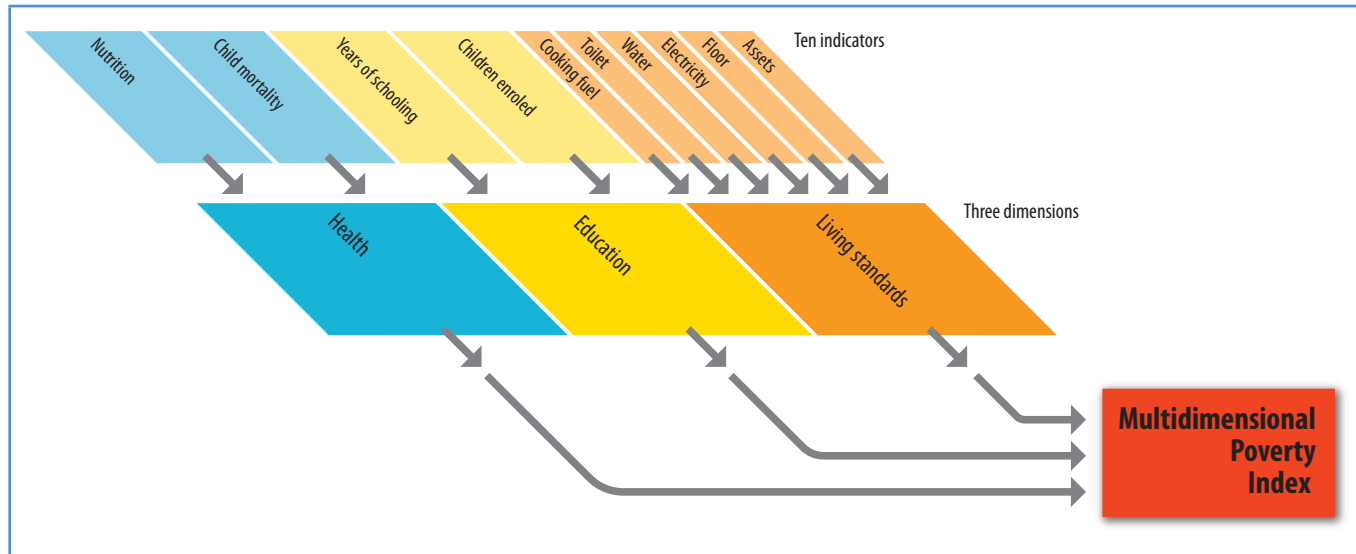 Ten indicators
Nutrition
Child mortality
Years of schooling
Children enroled
Cooking fuel
Toilet
Water
Electricity
Floor
Assets
Three dimensions
Health
Education
Living standards
Multidimensional
Poverty
Index